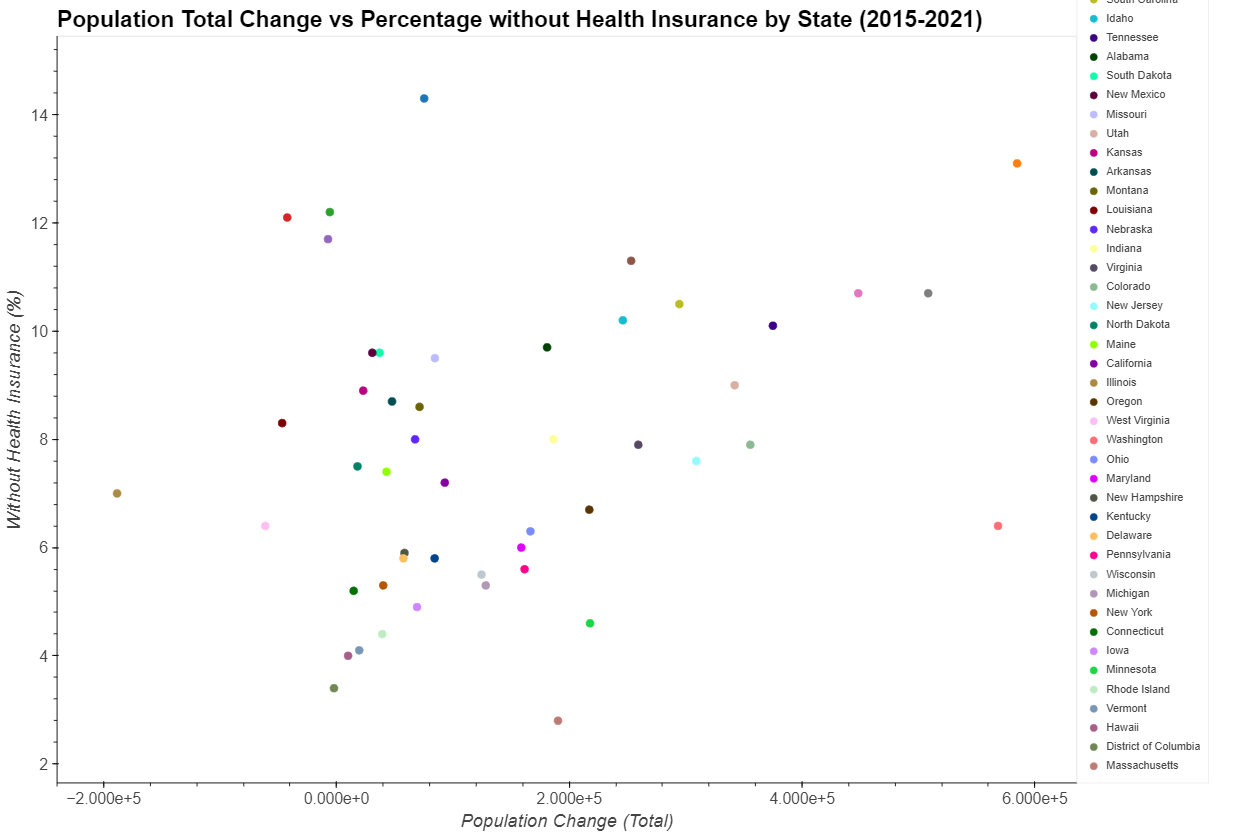 Population Total Change vs Percentage without Health Insurance by State (2015-2021)
Without Health Insurance (%)
14
12
10
8
6
4
2
−2.000e+5
0.000e+0
2.000e+5
4.000e+5
6.000e+5
Population Change (Total)
South Carolina
Idaho
Tennessee
Alabama
South Dakota
New Mexico
Missouri
Utah
Kansas
Arkansas
Montana
Louisiana
Nebraska
Indiana
Virginia
Colorado
New Jersey
North Dakota
Maine
California
Illinois
Oregon
West Virginia
Washington
Ohio
Maryland
New Hampshire
Kentucky
Delaware
Pennsylvania
Wisconsin
Michigan
New York
Connecticut
Iowa
Minnesota
Rhode Island
Vermont
Hawaii
District of Columbia
Massachusetts